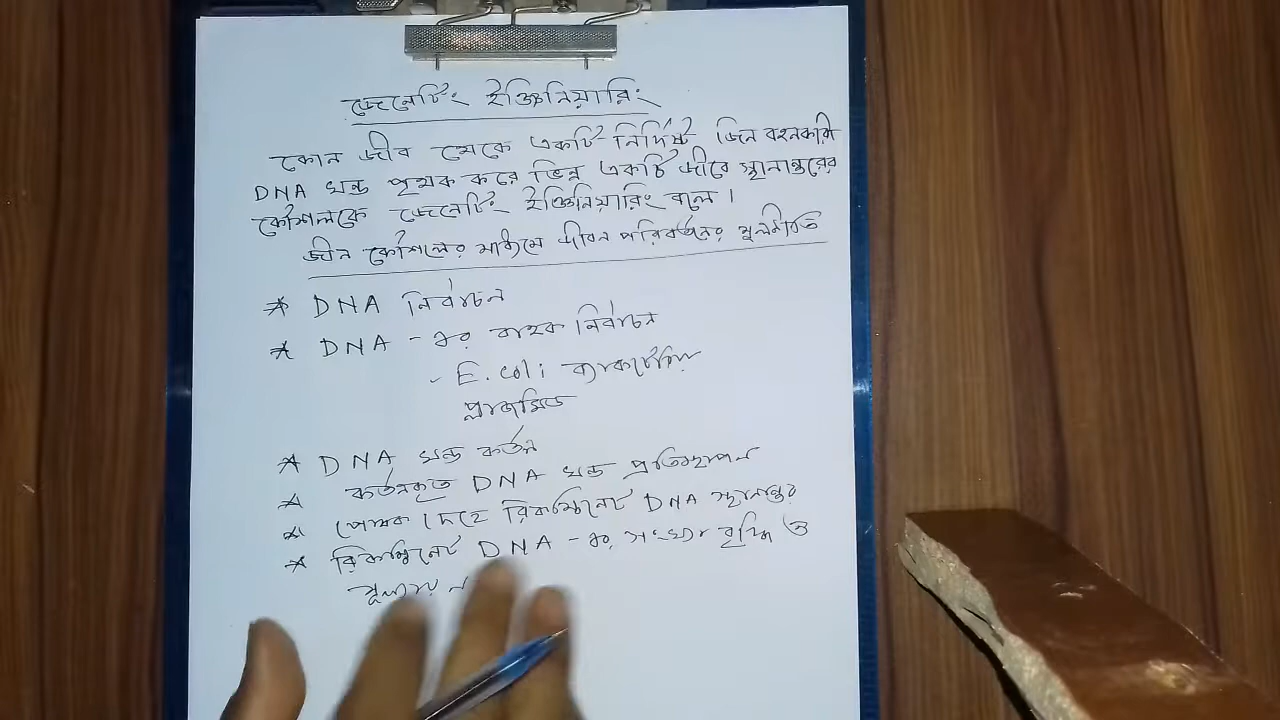 জেনেটিং ইঞ্জিনিয়ারিং
কোন জীব থেকে একটি নির্দিষ্ট জিন বহনকারী
DNA খন্ড পৃথক করে ভিন্ন একটি জীবে স্থানান্তরের
কৌশলকে জেনেটিং ইঞ্জিনিয়ারিং বলে।
জীন কৌশলের মাধ্যমে জীবন পরিবর্তনের মূলনীতি
* DNA নির্বাচন
* DNA - এর বাহক নির্বাচন
- E. coli ব্যাকটেরিয়া
প্লাজমিড
* DNA খন্ড কর্তন
* কর্তনকৃত DNA খন্ড প্রতিস্থাপন
* পোষক দেহে রিকম্বিনেন্ট DNA স্থানান্তর
* রিকম্বিনেন্ট DNA - এর সংখ্যা বৃদ্ধি ও